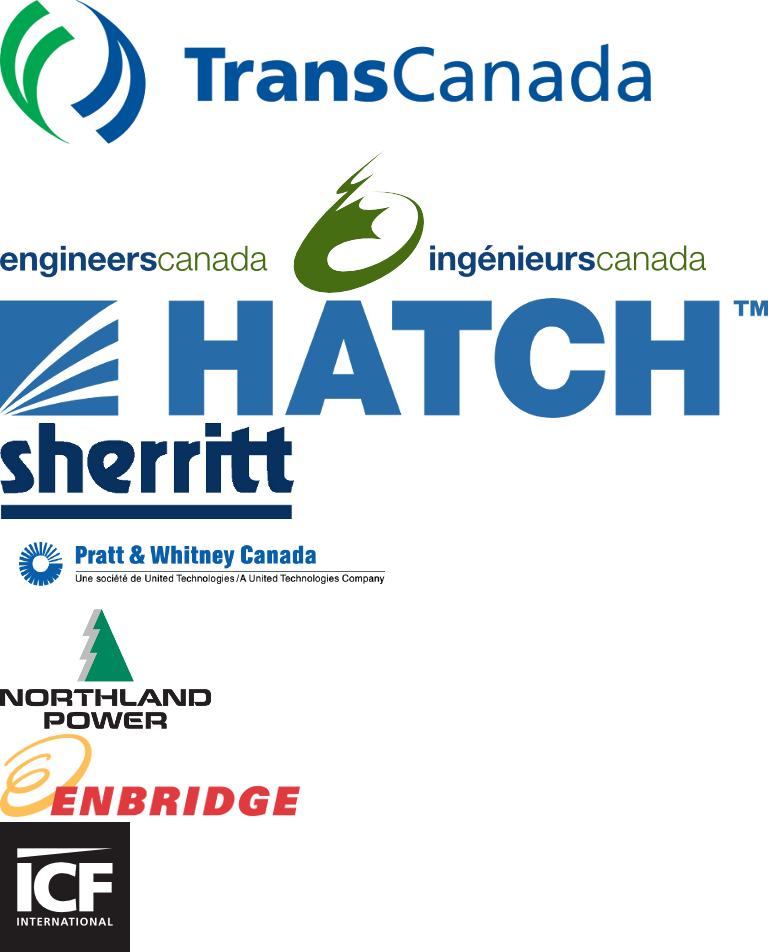 TransCanada
engineerscanada ingénieurscanada
HATCH™
sherritt
Pratt & Whitney Canada
Une société de United Technologies / A United Technologies Company
NORTHLAND
POWER
ENBRIDGE
ICF
INTERNATIONAL